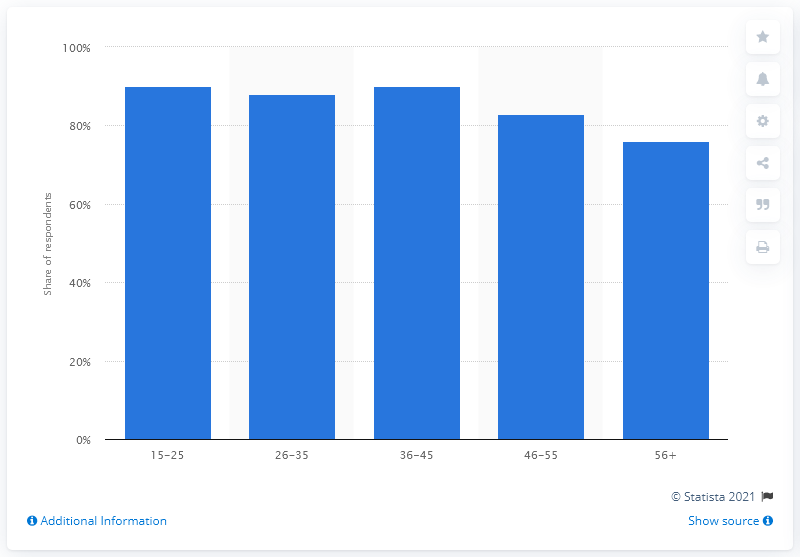 100%
80%
60%
40%
20%
0%
Share of respondents
15–25 26–35 36–45 46–55 56+
© Statista 2021
Additional Information Show source